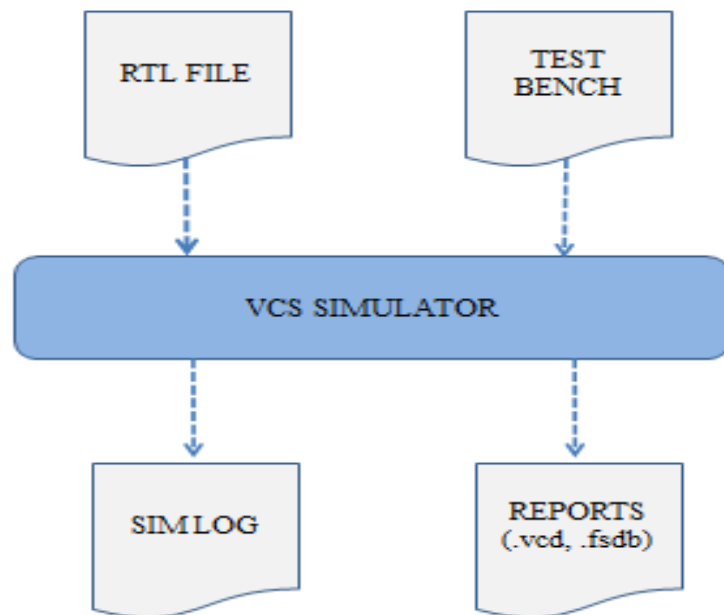 RTL FILE
TEST
BENCH
VCS SIMULATOR
SIM LOG
REPORTS
(.vcd, .fsdb)